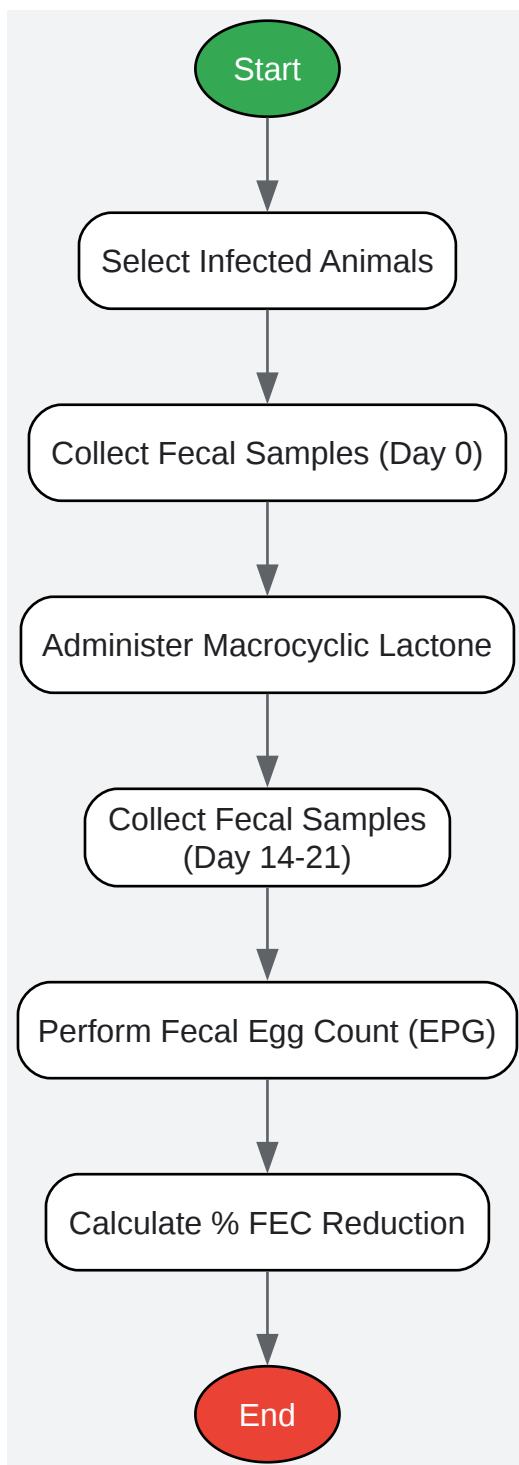 Start
Select Infected Animals
Collect Fecal Samples (Day 0)
Administer Macrocyclic Lactone
Collect Fecal Samples
(Day 14-21)
Perform Fecal Egg Count (EPG)
Calculate % FEC Reduction
End